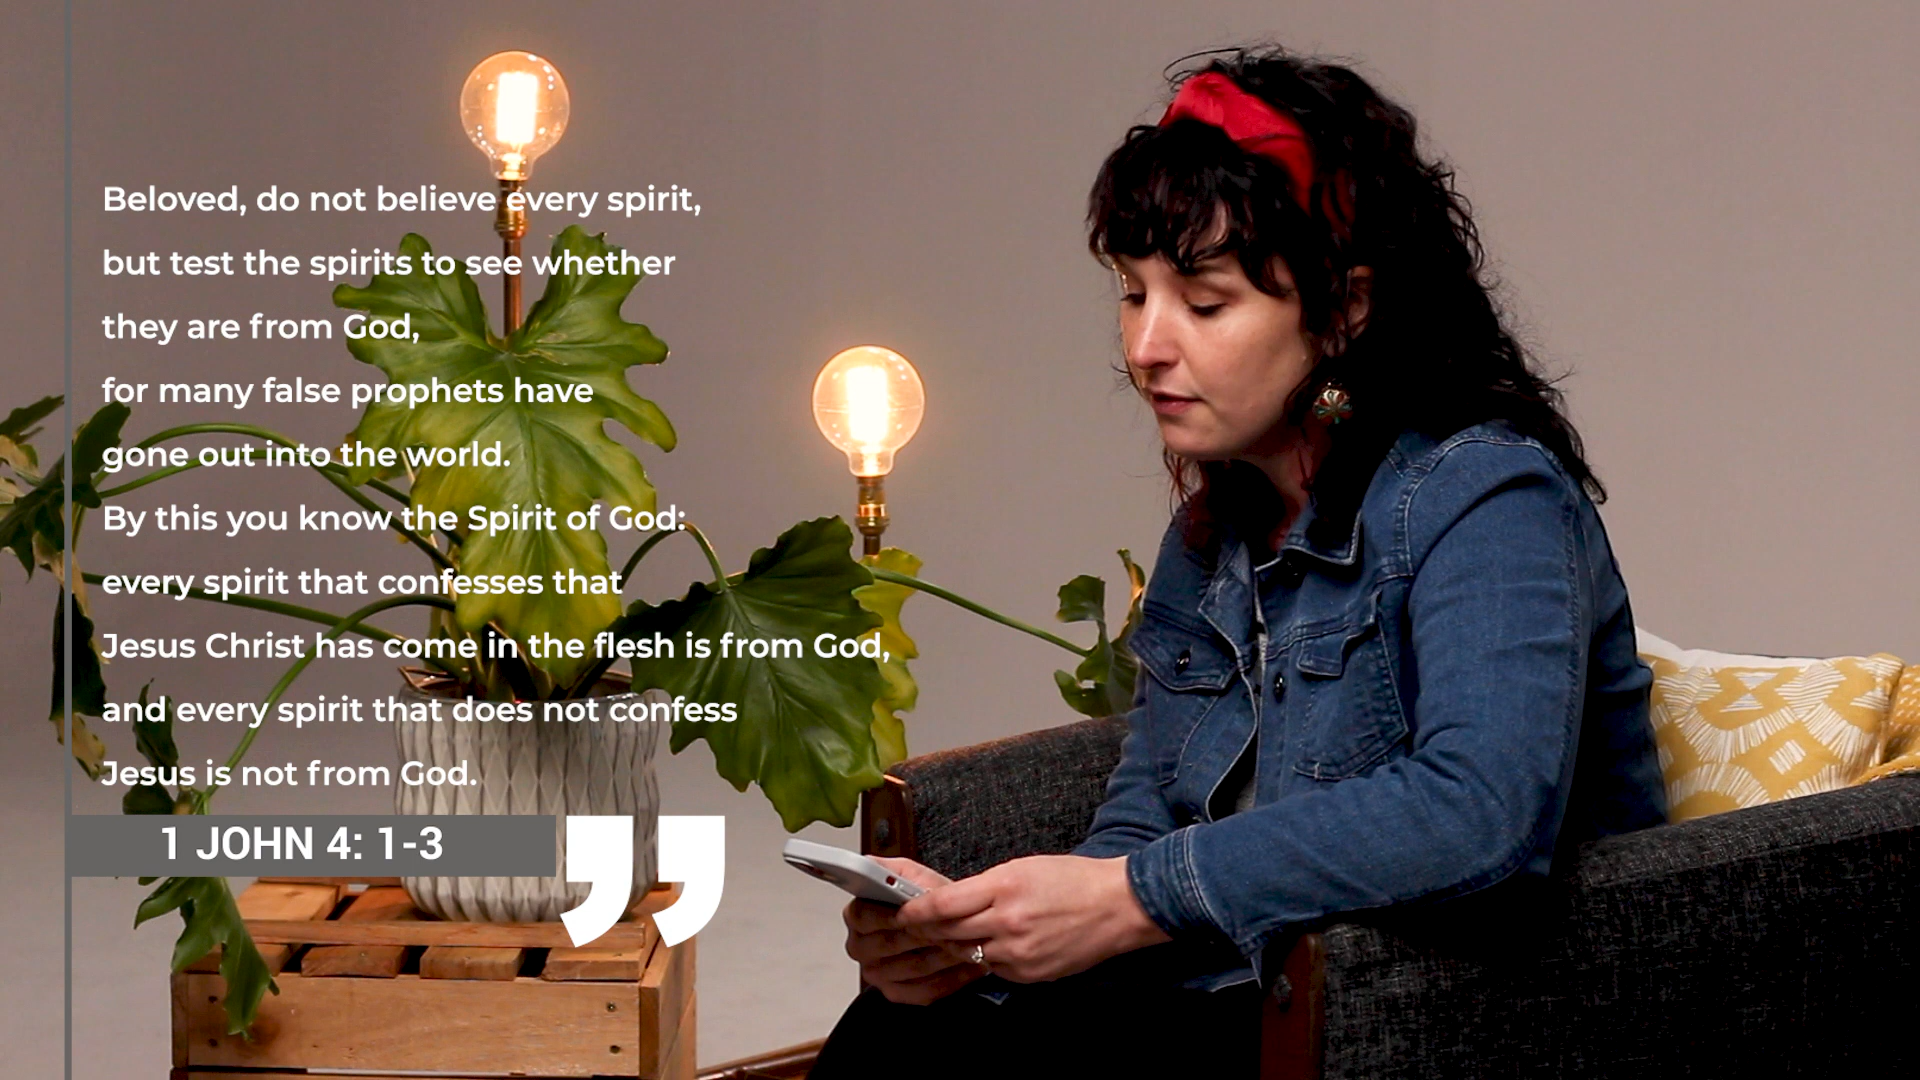 Beloved, do not believe every spirit,
but test the spirits to see whether
they are from God,
for many false prophets have
gone out into the world.
By this you know the Spirit of God:
every spirit that confesses that
Jesus Christ has come in the flesh is from God,
and every spirit that does not confess
Jesus is not from God.
1 JOHN 4: 1-3
”